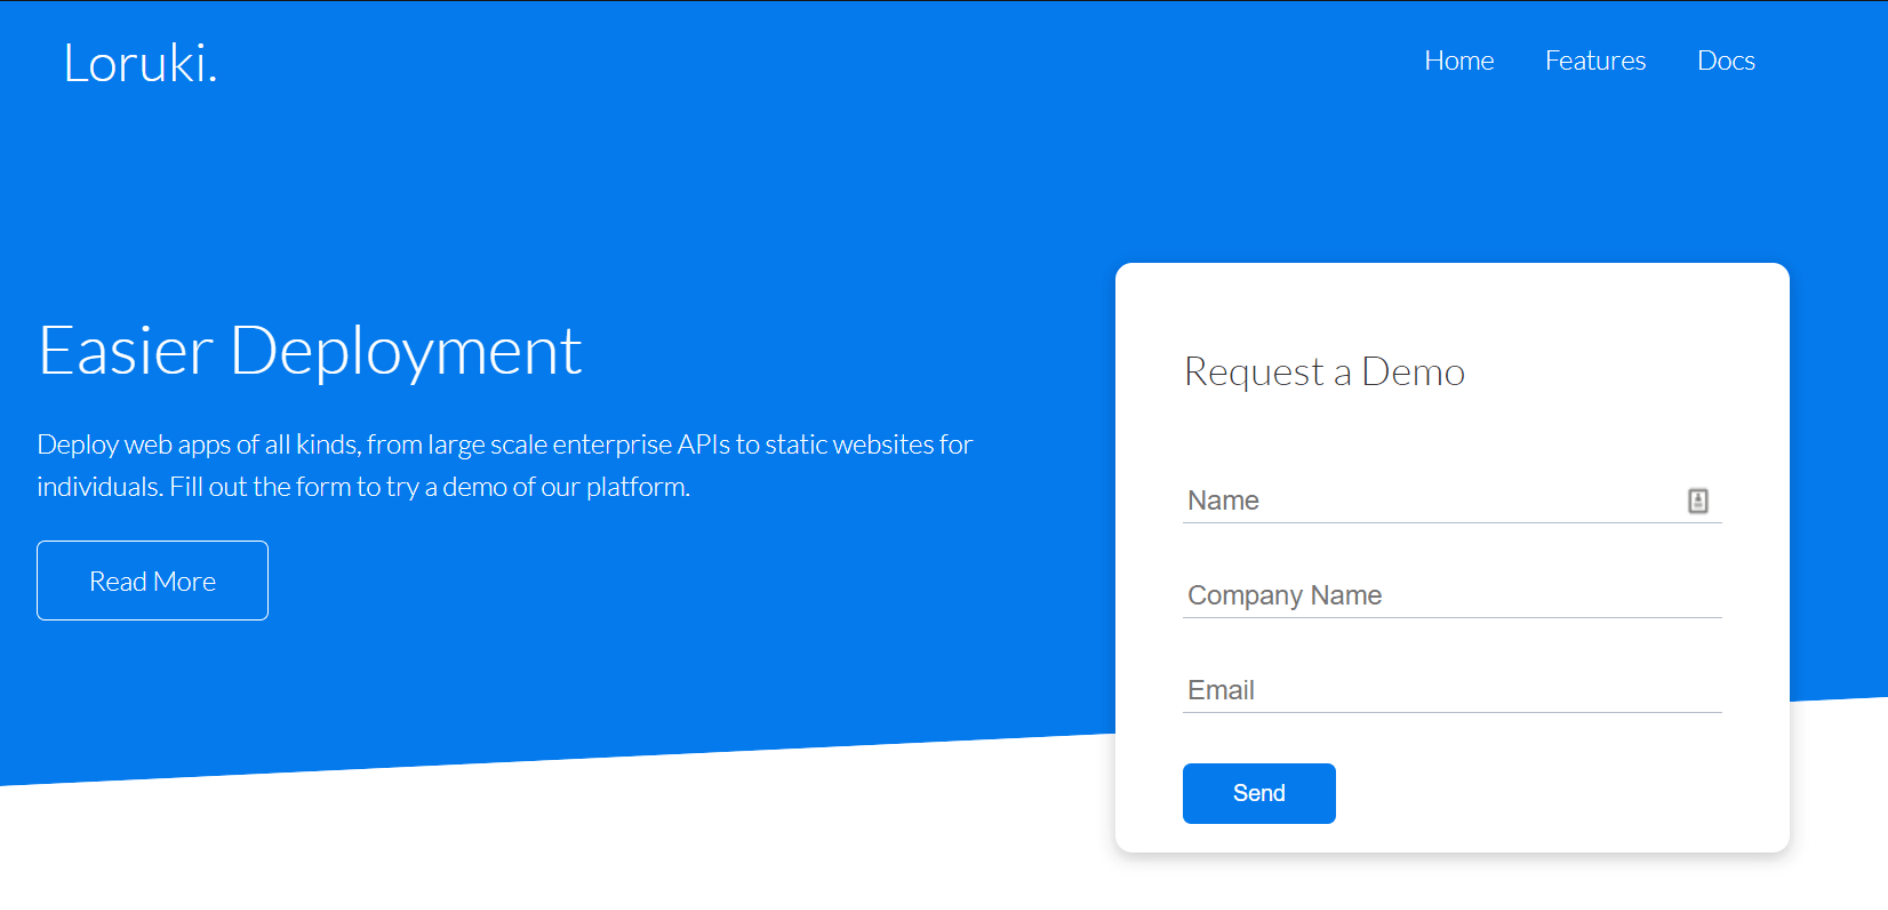 Loruki.
Home
Features
Docs
Easier Deployment
Deploy web apps of all kinds, from large scale enterprise APIs to static websites for
individuals. Fill out the form to try a demo of our platform.
Read More
Request a Demo
Name
Company Name
Email
Send